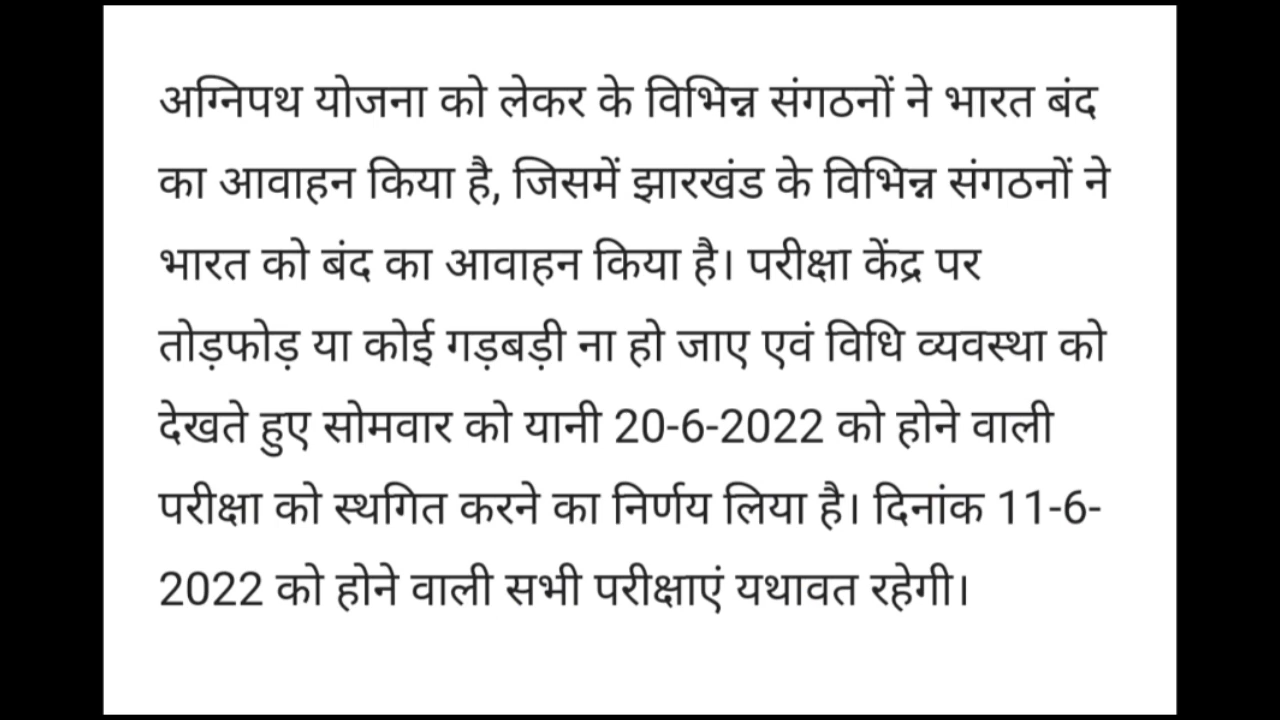 अग्निपथ योजना को लेकर के विभिन्न संगठनों ने भारत बंद
का आवाहन किया है, जिसमें झारखंड के विभिन्न संगठनों ने
भारत को बंद का आवाहन किया है। परीक्षा केंद्र पर
तोड़फोड़ या कोई गड़बड़ी ना हो जाए एवं विधि व्यवस्था को
देखते हुए सोमवार को यानी 20-6-2022 को होने वाली
परीक्षा को स्थगित करने का निर्णय लिया है। दिनांक 11-6-
2022 को होने वाली सभी परीक्षाएं यथावत रहेगी।